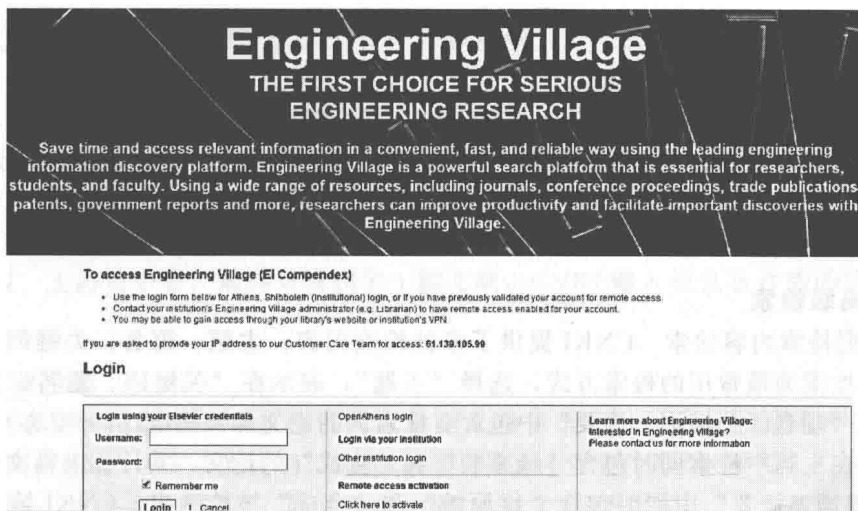 Engineering Village
THE FIRST CHOICE FOR SERIOUS
ENGINEERING RESEARCH
Save time and access relevant information in a convenient, fast, and reliable way using the leading engineering
information discovery platform. Engineering Village is a powerful search platform that is essential for researchers,
students, and faculty. Using a wide range of resources, including journals, conference proceedings, trade publications
patents, government reports and more, researchers can improve productivity and facilitate important discoveries with
Engineering Village.
To access Engineering Village (EI Compendex)
• Use the login form below for Athens, Shibboleth (Institutional) login, or if you have previously validated your account for remote access.
• Contact your institution's Engineering Village administrator (e.g. Librarian) to have remote access enabled for your account.
• You may be able to gain access through your library's website or institution's VPN.
If you are asked to provide your IP address to our Customer Care Team for access: 61.139.105.99
Login
Login using your Elsevier credentials
Username:
Password:
Remember me
Login | Cancel
OpenAthens login
Login via your institution
Other institution login
Remote access activation
Click here to activate
Learn more about Engineering Village:
Interested in Engineering Village?
Please contact us for more information